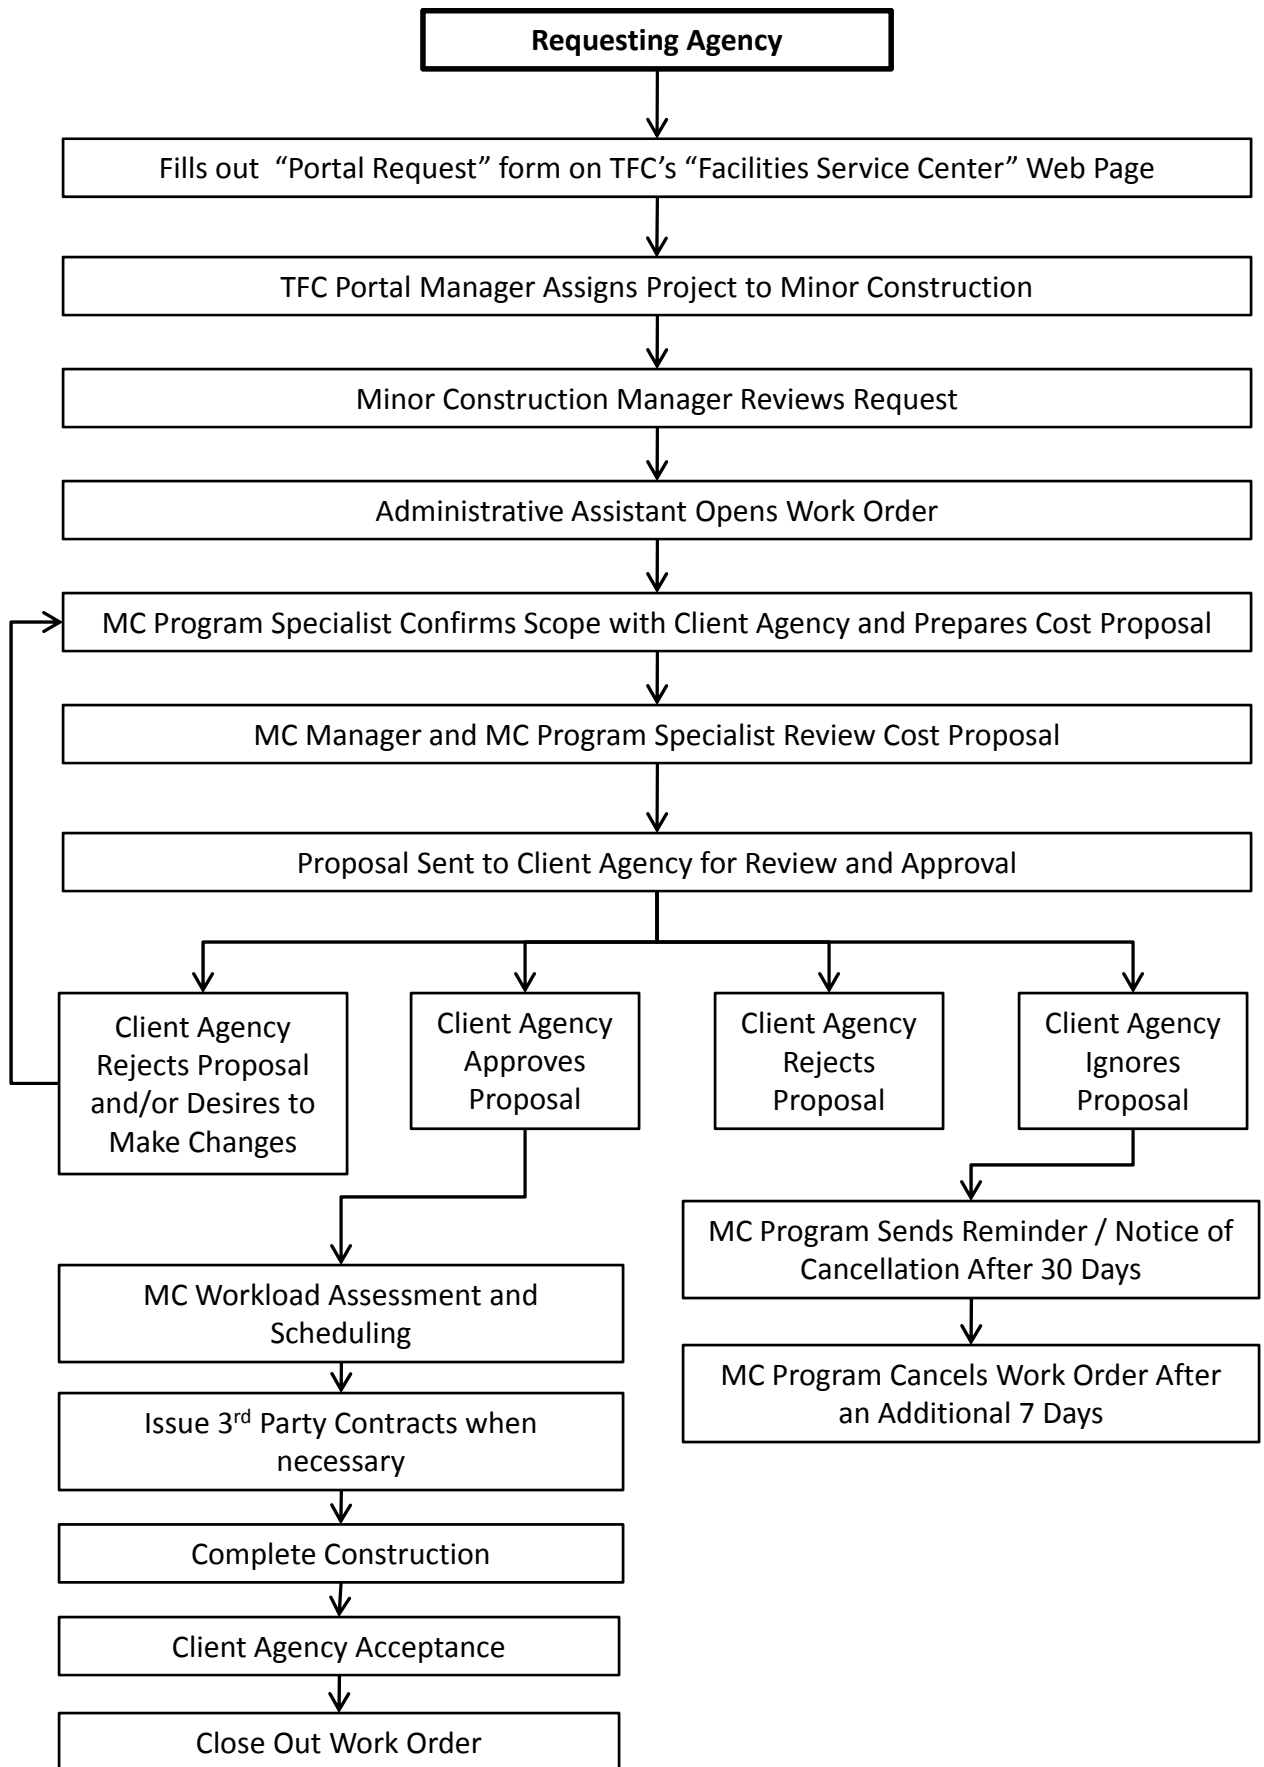 Requesting Agency
Fills out  “Portal Request” form on TFC’s “Facilities Service Center” Web Page
TFC Portal Manager Assigns Project to Minor Construction
Minor Construction Manager Reviews Request
Administrative Assistant Opens Work Order
MC Program Specialist Confirms Scope with Client Agency and Prepares Cost Proposal
MC Manager and MC Program Specialist Review Cost Proposal
Proposal Sent to Client Agency for Review and Approval
Client Agency
Rejects Proposal
and/or Desires to
Make Changes
Client Agency
Approves
Proposal
Client Agency
Rejects
Proposal
Client Agency
Ignores
Proposal
MC Program Sends Reminder / Notice of
Cancellation After 30 Days
MC Program Cancels Work Order After
an Additional 7 Days
MC Workload Assessment and
Scheduling
Issue 3rd Party Contracts when
necessary
Complete Construction
Client Agency Acceptance
Close Out Work Order